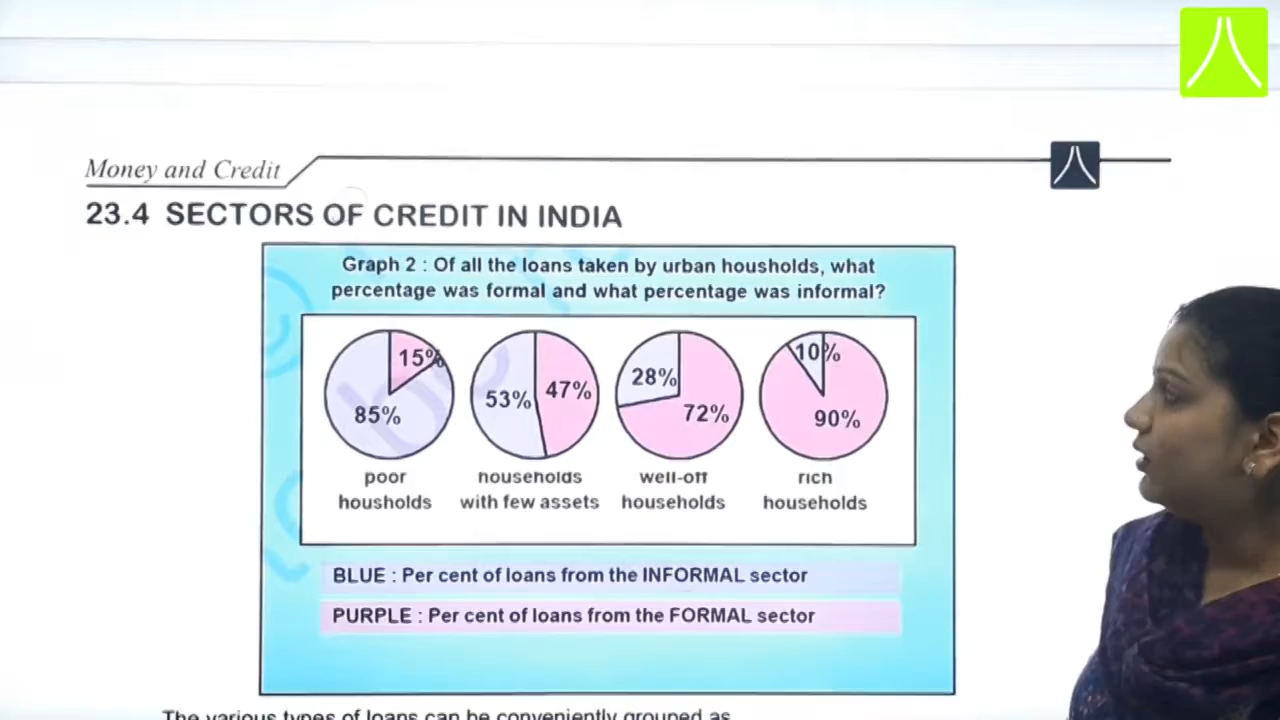 Money and Credit
23.4 SECTORS OF CREDIT IN INDIA
Graph 2 : Of all the loans taken by urban housholds, what
percentage was formal and what percentage was informal?
15%
85%
53%
47%
28%
72%
10%
90%
poor
housholds
households
with few assets
well-off
households
rich
households
BLUE : Per cent of loans from the INFORMAL sector
PURPLE : Per cent of loans from the FORMAL sector
The various types of loans can be conveniently grouped as